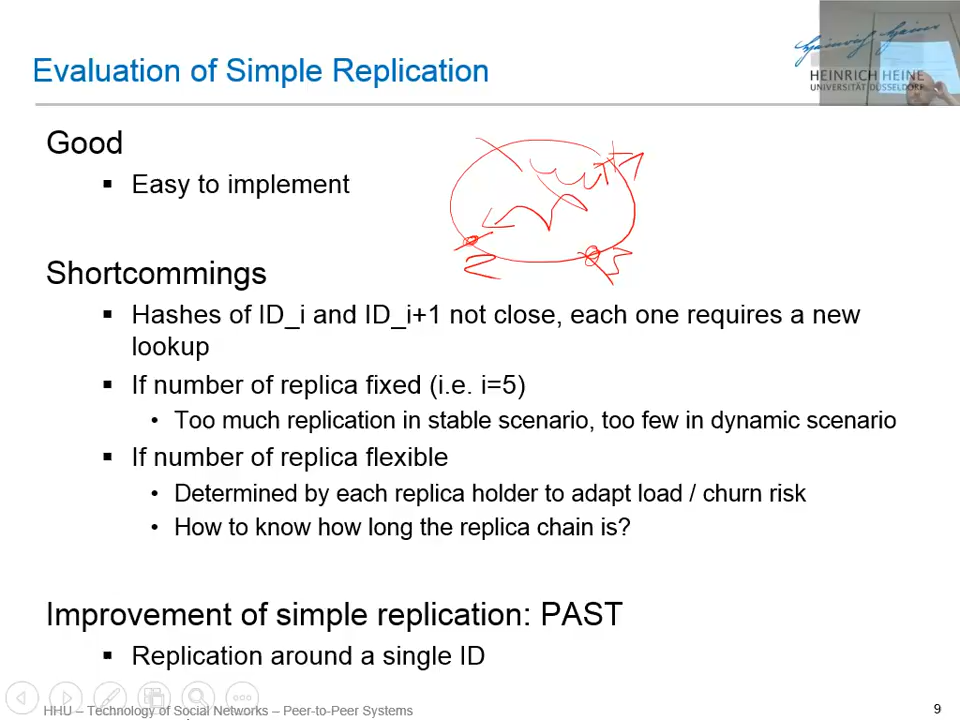 Evaluation of Simple Replication
Heinrich Heine
HEINRICH HEINE
UNIVERSITÄT DÜSSELDORF
Good
▪ Easy to implement
Shortcommings
▪ Hashes of ID_i and ID_i+1 not close, each one requires a new
lookup
▪ If number of replica fixed (i.e. i=5)
• Too much replication in stable scenario, too few in dynamic scenario
▪ If number of replica flexible
• Determined by each replica holder to adapt load / churn risk
• How to know how long the replica chain is?
Improvement of simple replication: PAST
▪ Replication around a single ID
HHU – Technology of Social Networks – Peer-to-Peer Systems
9